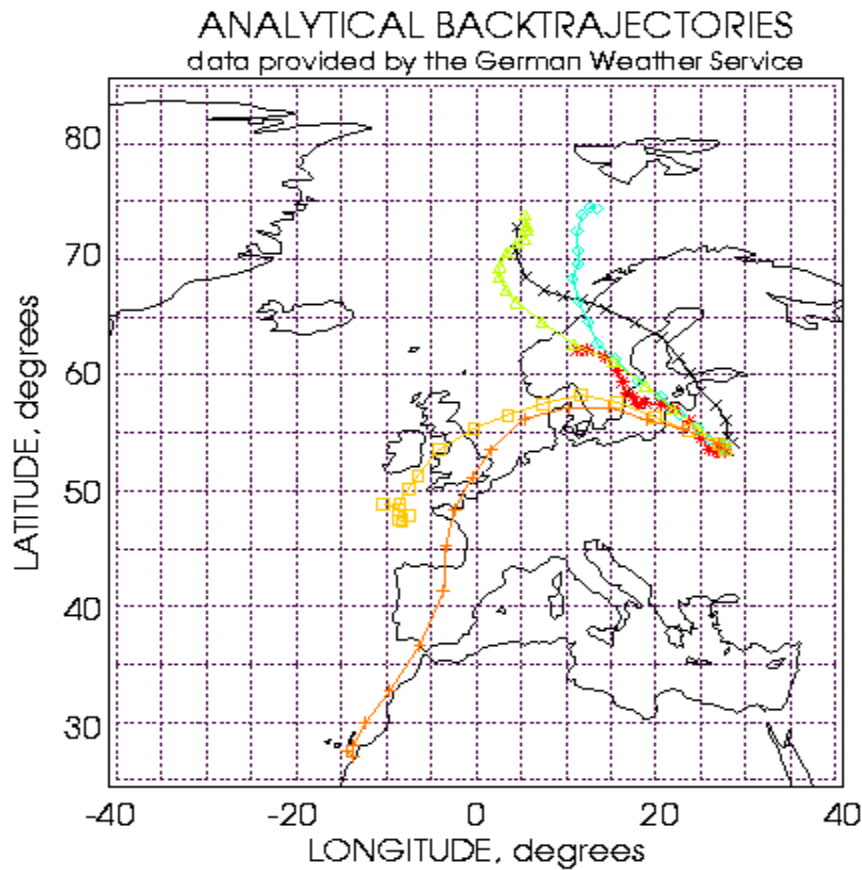 ANALYTICAL BACKTRAJECTORIES
data provided by the German Weather Service
80
70
60
50
40
30
LATITUDE, degrees
-40 -20 0 20 40
LONGITUDE, degrees